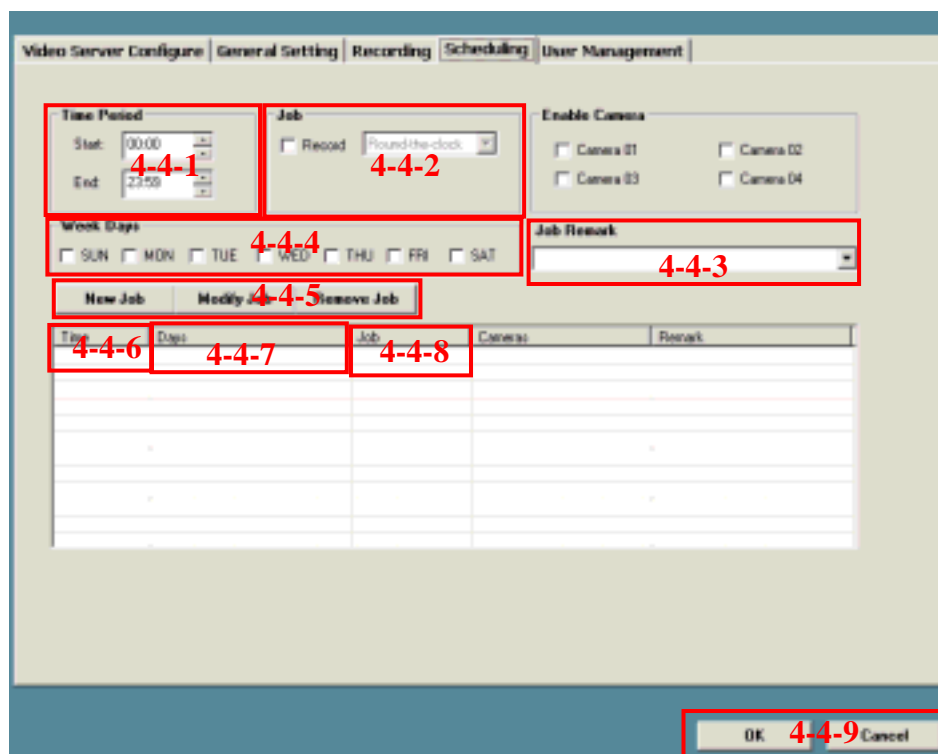 Video Server Configure General Setting Recording Scheduling User Management
Time Period Job Enable Camera
Start: 00:00 Record Round-the-clock Camera 01 Camera 02
4-4-1 4-4-2
End: 23:59 Camera 03 Camera 04
Week Days Job Remark
4-4-4
SUN MON TUE WED THU FRI SAT 4-4-3
New Job Modify Job 4-4-5 Remove Job
Time Days Job Cameras Remark
4-4-6 4-4-7 4-4-8
OK 4-4-9 Cancel